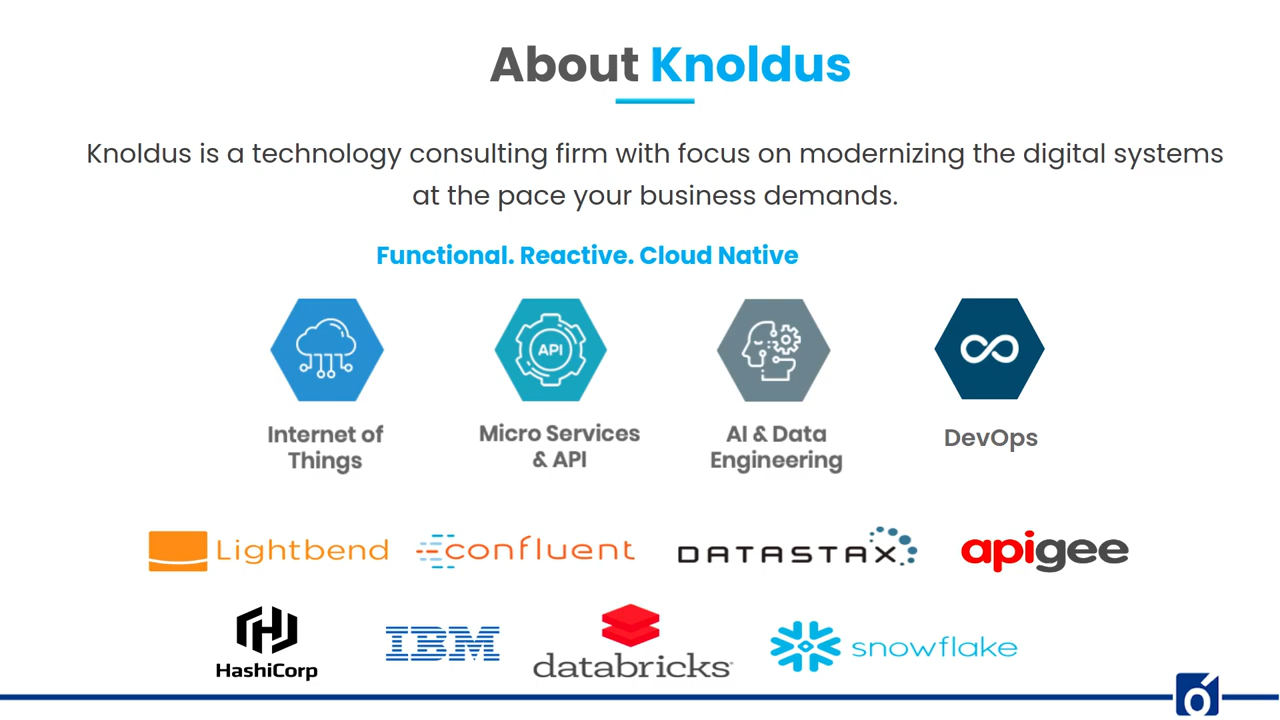 About Knoldus
Knoldus is a technology consulting firm with focus on modernizing the digital systems
at the pace your business demands.
Functional. Reactive. Cloud Native
API
Internet of
Things
Micro Services
& API
AI & Data
Engineering
DevOps
Lightbend
confluent
DATASTAX
apigee
HashiCorp
IBM
databricks
snowflake